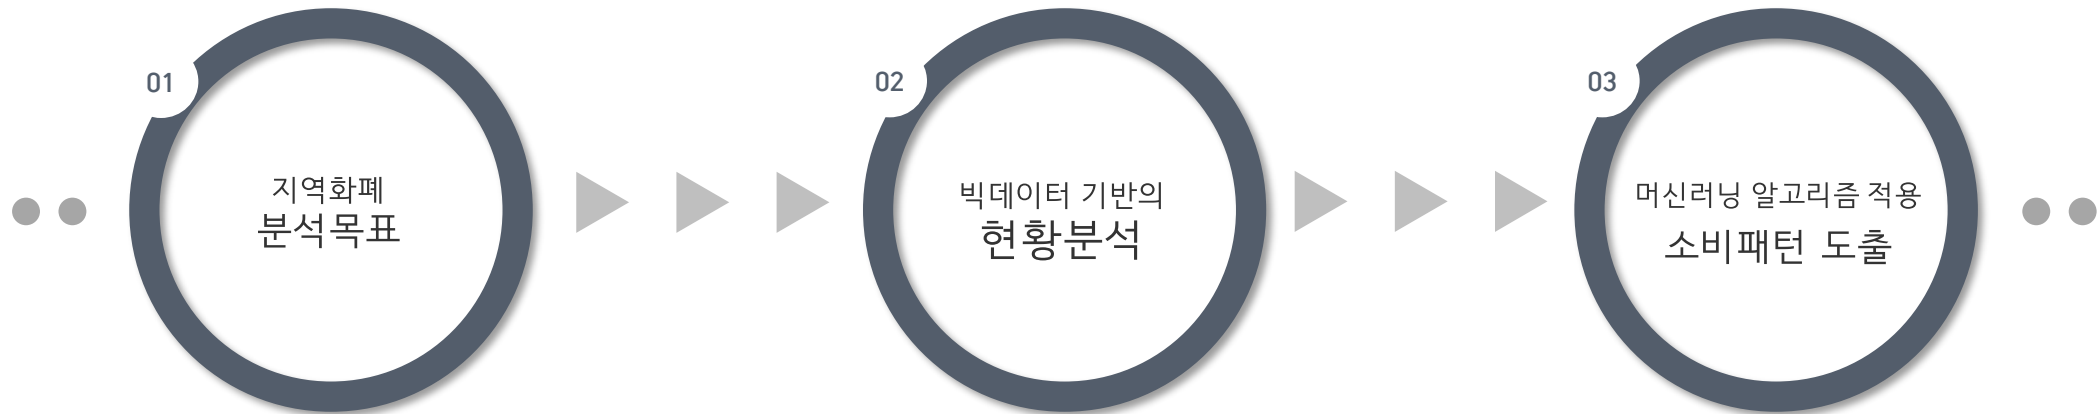 01
지역화폐
분석목표
02
빅데이터 기반의
현황분석
03
머신러닝 알고리즘 적용
소비패턴 도출